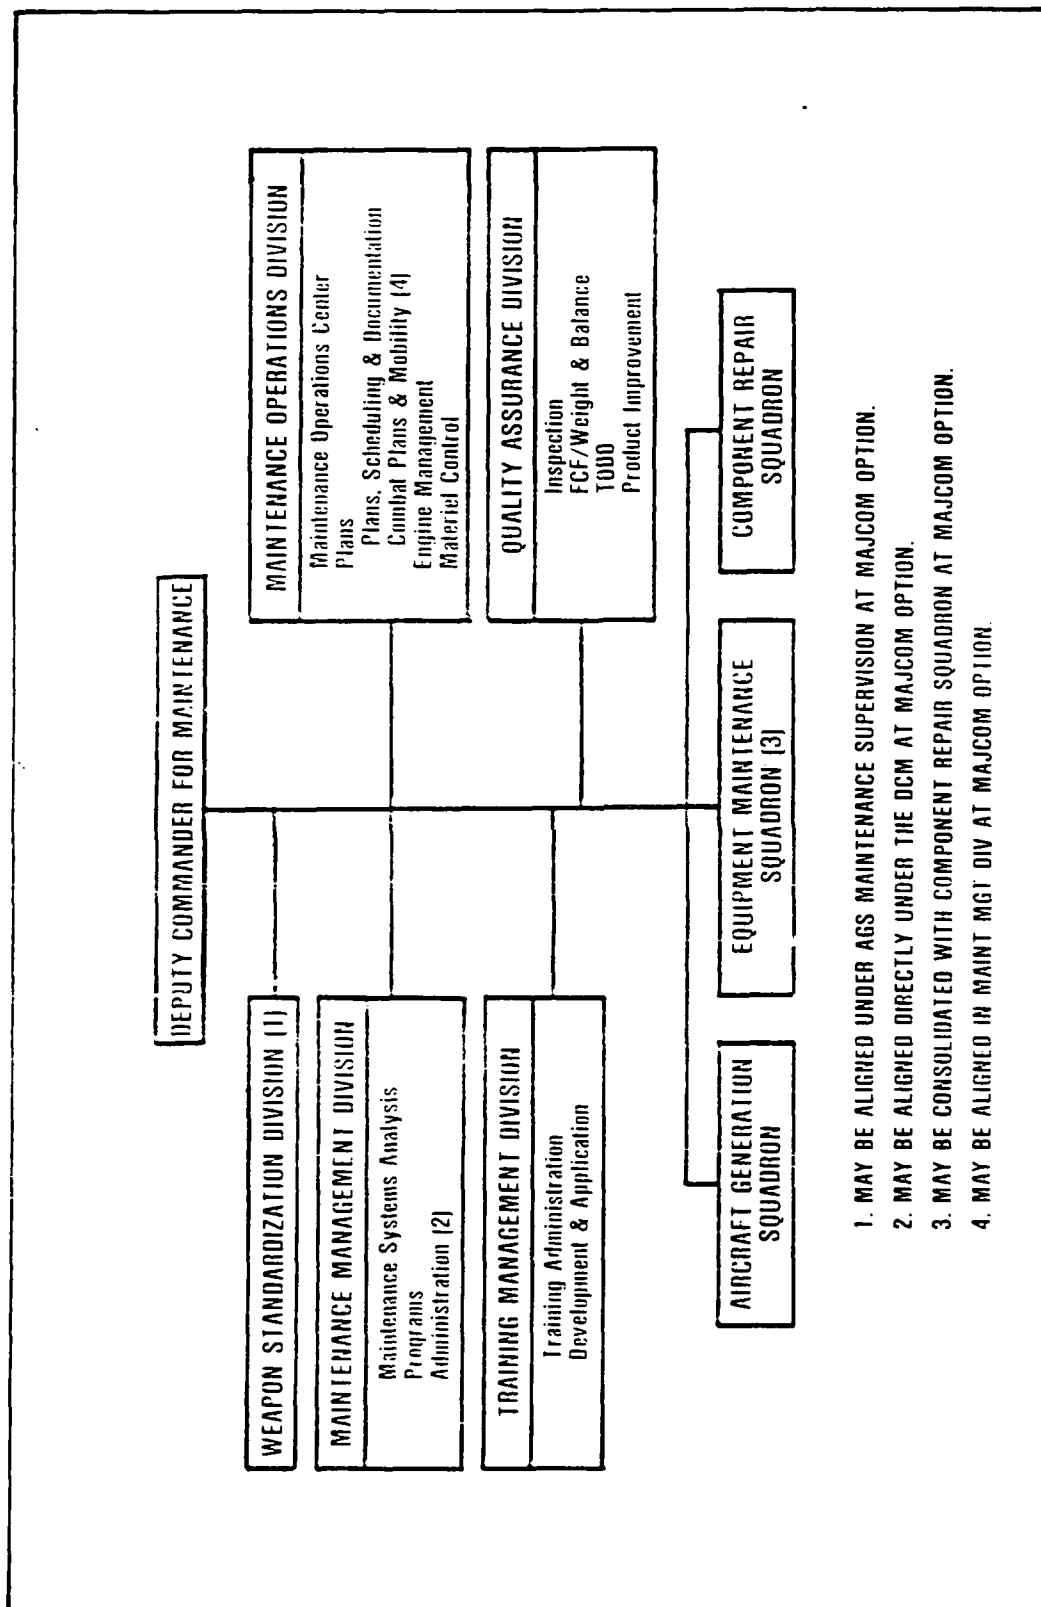 DEPUTY COMMANDER FOR MAINTENANCE
WEAPON STANDARDIZATION DIVISION (1)
MAINTENANCE MANAGEMENT DIVISION
Maintenance Systems Analysis
Programs
Administration (2)
TRAINING MANAGEMENT DIVISION
Training Administration
Development & Application
MAINTENANCE OPERATIONS DIVISION
Maintenance Operations Center
Plans
Plans, Scheduling & Documentation
Combat Plans & Mobility (4)
Engine Management
Materiel Control
QUALITY ASSURANCE DIVISION
Inspection
FCF/Weight & Balance
TODO
Product Improvement
AIRCRAFT GENERATION
SQUADRON
EQUIPMENT MAINTENANCE
SQUADRON (3)
COMPONENT REPAIR
SQUADRON
1. MAY BE ALIGNED UNDER AGS MAINTENANCE SUPERVISION AT MAJCOM OPTION.
2. MAY BE ALIGNED DIRECTLY UNDER THE DCM AT MAJCOM OPTION.
3. MAY BE CONSOLIDATED WITH COMPONENT REPAIR SQUADRON AT MAJCOM OPTION.
4. MAY BE ALIGNED IN MAINT MGT DIV AT MAJCOM OPTION.